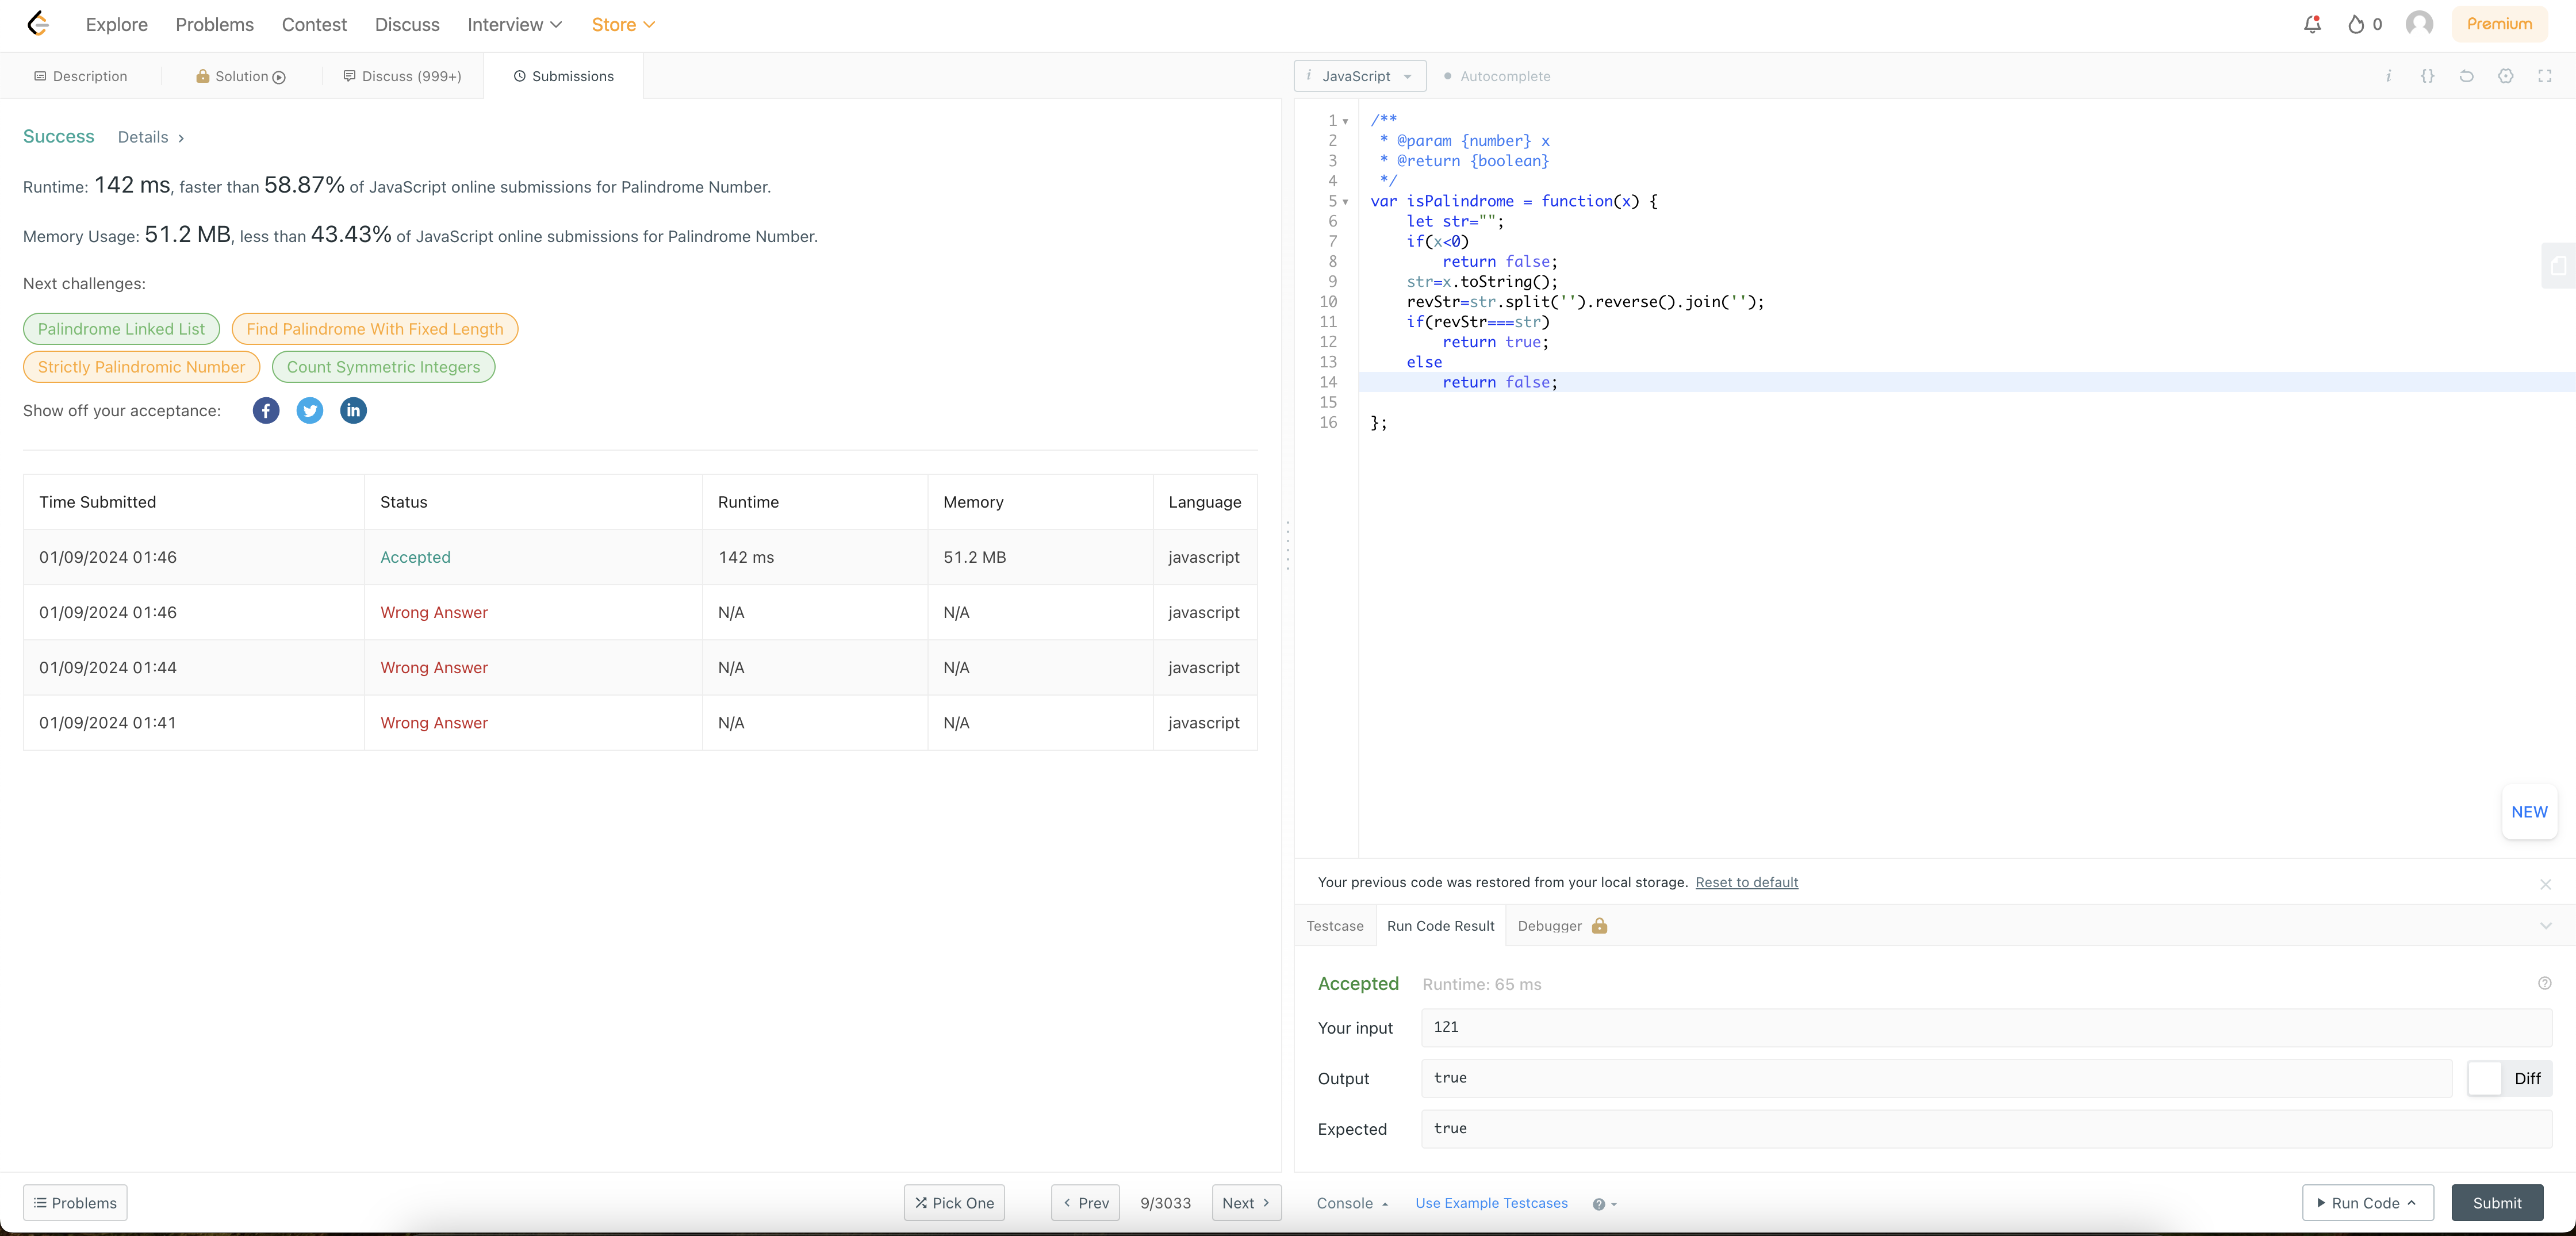 Explore Problems Contest Discuss Interview Store 0 Premium
Description Solution Discuss (999+) Submissions
Success Details
Runtime: 142 ms, faster than 58.87% of JavaScript online submissions for Palindrome Number.
Memory Usage: 51.2 MB, less than 43.43% of JavaScript online submissions for Palindrome Number.
Next challenges:
Palindrome Linked List Find Palindrome With Fixed Length
Strictly Palindromic Number Count Symmetric Integers
Show off your acceptance:
Time Submitted Status Runtime Memory Language
01/09/2024 01:46 Accepted 142 ms 51.2 MB javascript
01/09/2024 01:46 Wrong Answer N/A N/A javascript
01/09/2024 01:44 Wrong Answer N/A N/A javascript
01/09/2024 01:41 Wrong Answer N/A N/A javascript
Problems Pick One Prev 9/3033 Next
i JavaScript Autocomplete i {}
1 /**
2 * @param {number} x
3 * @return {boolean}
4 */
5 var isPalindrome = function(x) {
6 let str="";
7 if(x<0)
8 return false;
9 str=x.toString();
10 revStr=str.split('').reverse().join('');
11 if(revStr===str)
12 return true;
13 else
14 return false;
15
16 };
NEW
Your previous code was restored from your local storage. Reset to default
Testcase Run Code Result Debugger
Accepted Runtime: 65 ms
Your input 121
Output true Diff
Expected true
Console Use Example Testcases Run Code Submit